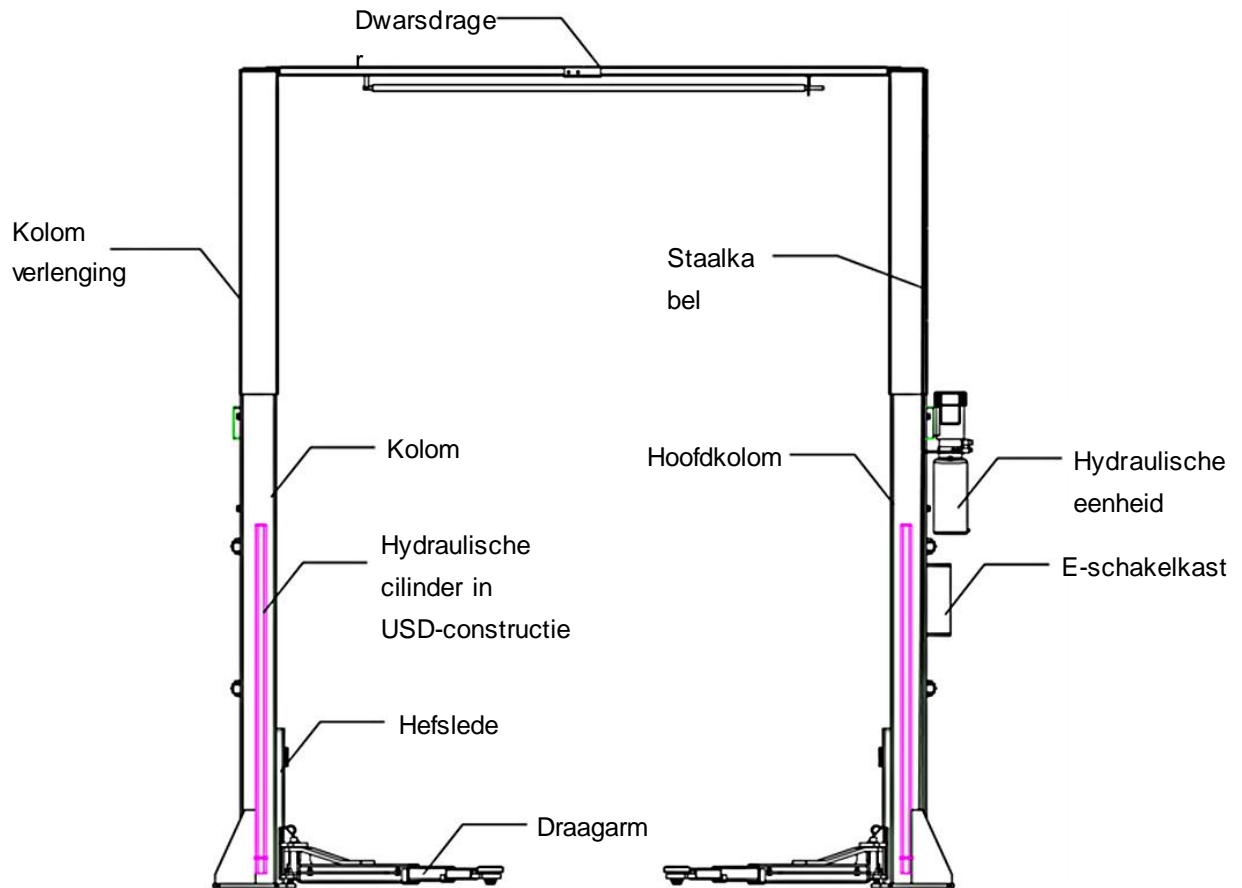 Dwarsdrage
r
Kolom
verlenging
Staalka
bel
Kolom
Hoofdkolom
Hydraulische
eenheid
Hydraulische
cilinder in
USD-constructie
E-schakelkast
Hefslede
Draagarm